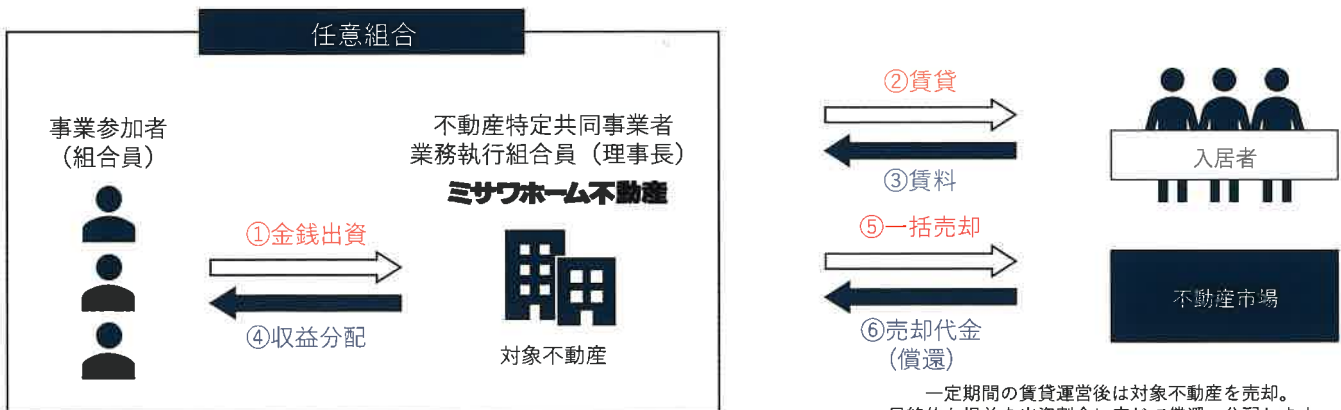 任意組合
事業参加者
（組合員）
不動産特定共同事業者
業務執行組合員（理事長）
ミサワホーム不動産
①金銭出資
④収益分配
対象不動産
②賃貸
③賃料
入居者
⑤一括売却
⑥売却代金
（償還）
不動産市場
一定期間の賃貸運営後は対象不動産を売却。